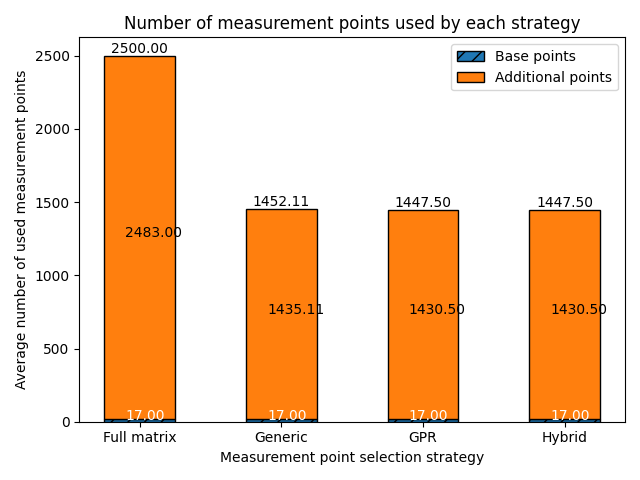 Number of measurement points used by each strategy
Average number of used measurement points
2500
2000
1500
1000
500
0
Base points
Additional points
2500.00
1452.11
1447.50
1447.50
2483.00
1435.11
1430.50
1430.50
17.00
17.00
17.00
17.00
Full matrix
Generic
GPR
Hybrid
Measurement point selection strategy